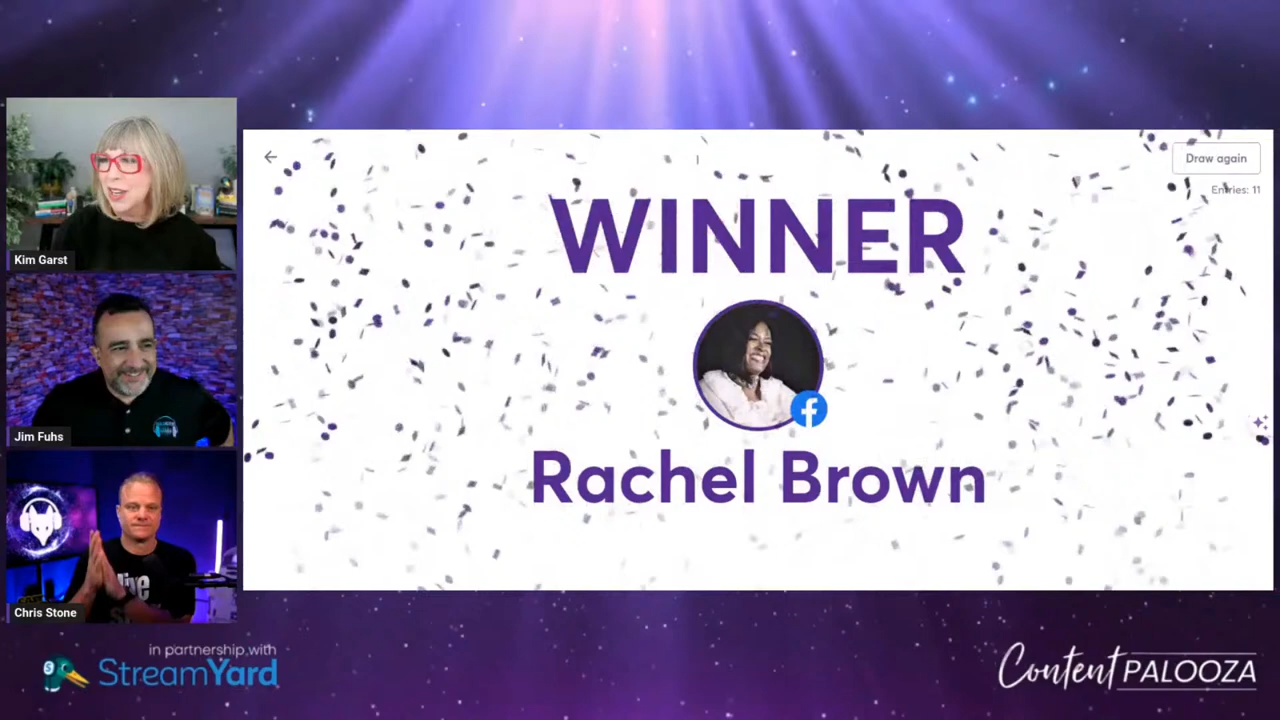 Kim Garst
Jim Fuhs
Chris Stone
Draw again
Entries: 11
WINNER
Rachel Brown
in partnership with
StreamYard
Content PALOOZA